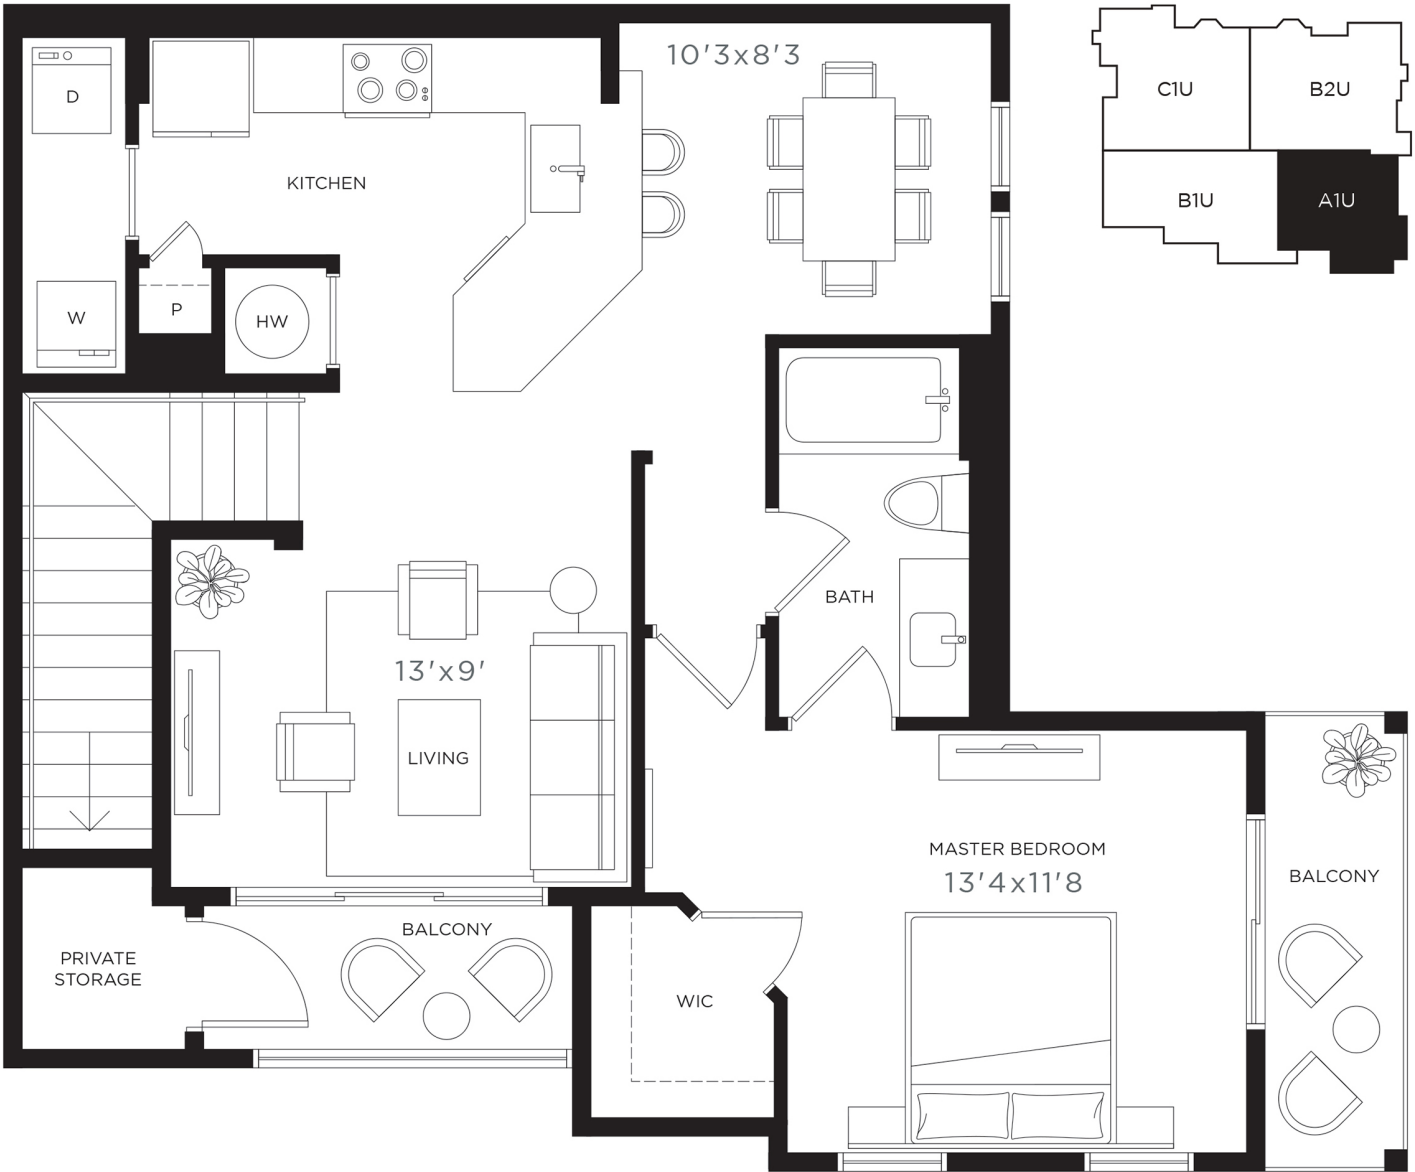 10'3x8'3
C1U
B2U
D
KITCHEN
B1U
A1U
P
HW
W
BATH
13'x9'
LIVING
MASTER BEDROOM
13'4x11'8
BALCONY
BALCONY
PRIVATE
STORAGE
WIC